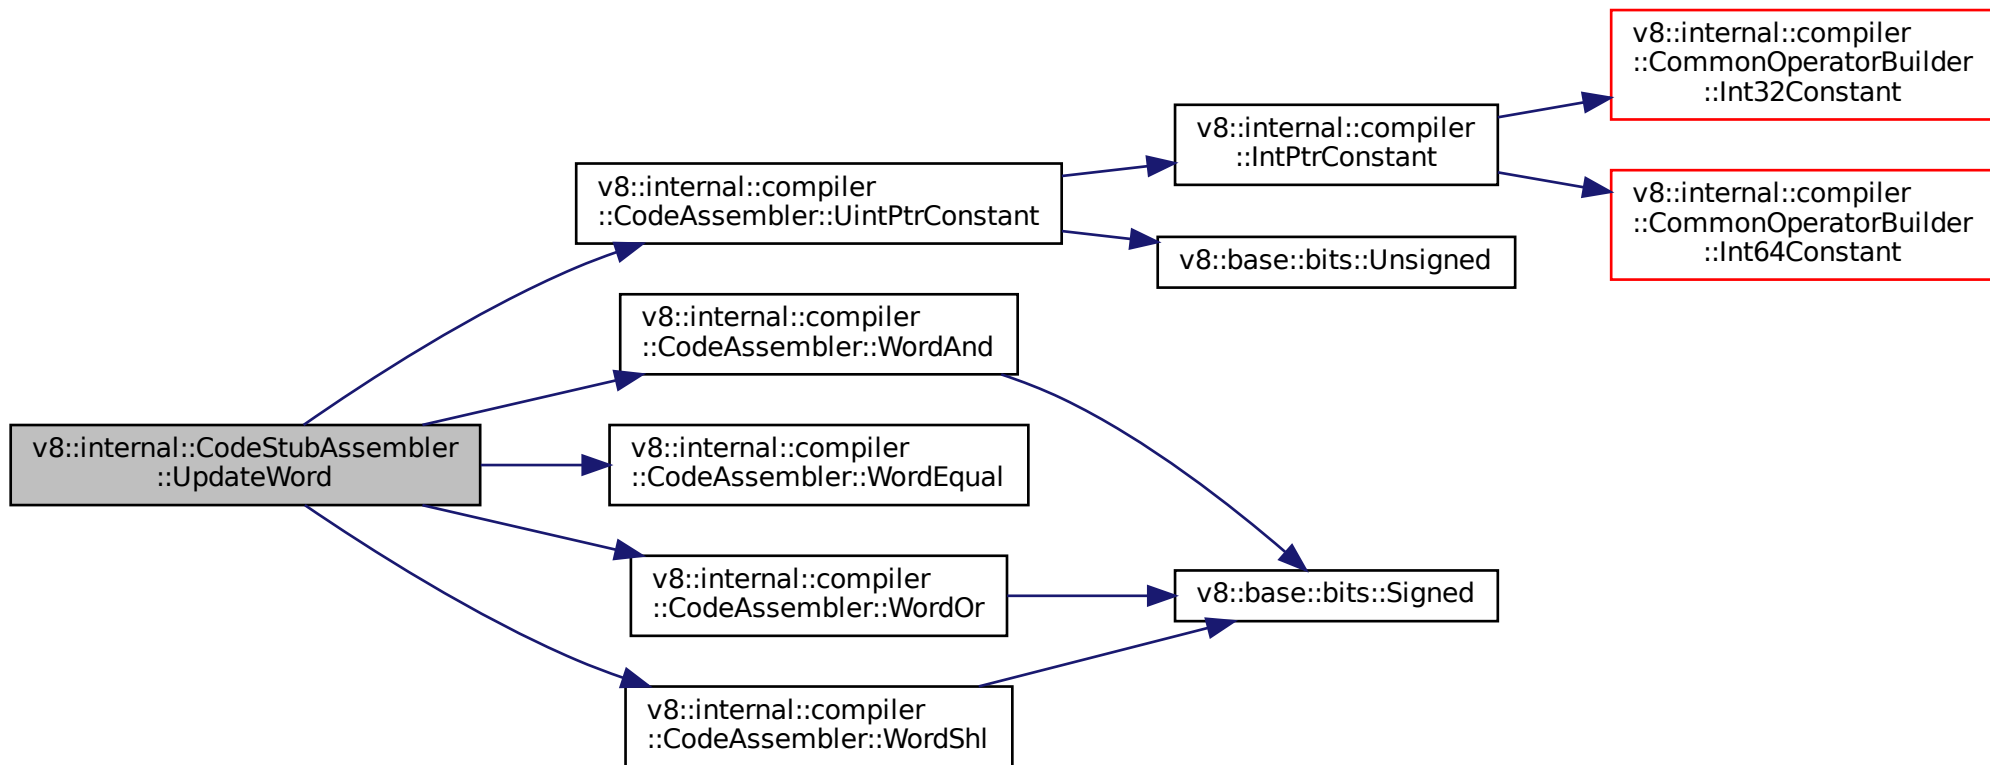 v8::internal::CodeStubAssembler
::UpdateWord
v8::internal::compiler
::CodeAssembler::UintPtrConstant
v8::internal::compiler
::IntPtrConstant
v8::internal::compiler
::CommonOperatorBuilder
::Int32Constant
v8::internal::compiler
::CommonOperatorBuilder
::Int64Constant
v8::base::bits::Unsigned
v8::internal::compiler
::CodeAssembler::WordAnd
v8::internal::compiler
::CodeAssembler::WordEqual
v8::internal::compiler
::CodeAssembler::WordOr
v8::base::bits::Signed
v8::internal::compiler
::CodeAssembler::WordShl